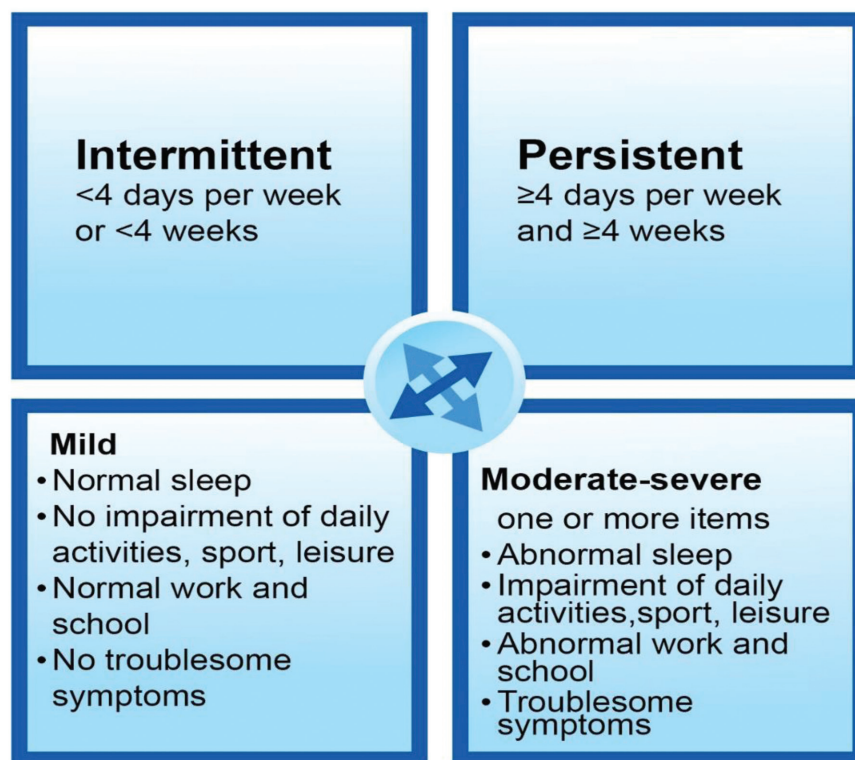 Intermittent
<4 days per week
or <4 weeks
Persistent
≥4 days per week
and ≥4 weeks
Mild
•Normal sleep
•No impairment of daily
activities, sport, leisure
•Normal work and
school
•No troublesome
symptoms
Moderate-severe
one or more items
•Abnormal sleep
•Impairment of daily
activities,sport, leisure
•Abnormal work and
school
•Troublesome
symptoms